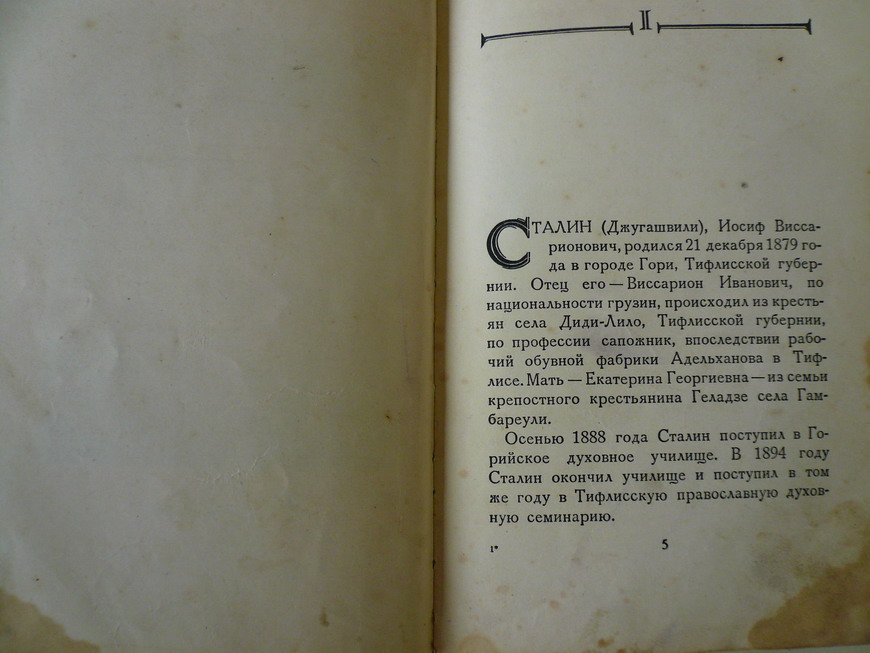 I
СТАЛИН (Джугашвили), Иосиф Висса-
рионович, родился 21 декабря 1879 го-
да в городе Гори, Тифлисской губер-
нии. Отец его — Виссарион Иванович, по
национальности грузин, происходил из кресть-
ян села Диди-Лило, Тифлисской губернии,
по профессии сапожник, впоследствии рабо-
чий обувной фабрики Адельханова в Тиф-
лисе. Мать — Екатерина Георгиевна — из семьи
крепостного крестьянина Геладзе села Гам-
бареули.
Осенью 1888 года Сталин поступил в Го-
рийское духовное училище. В 1894 году
Сталин окончил училище и поступил в том
же году в Тифлисскую православную духов-
ную семинарию.
1* 5